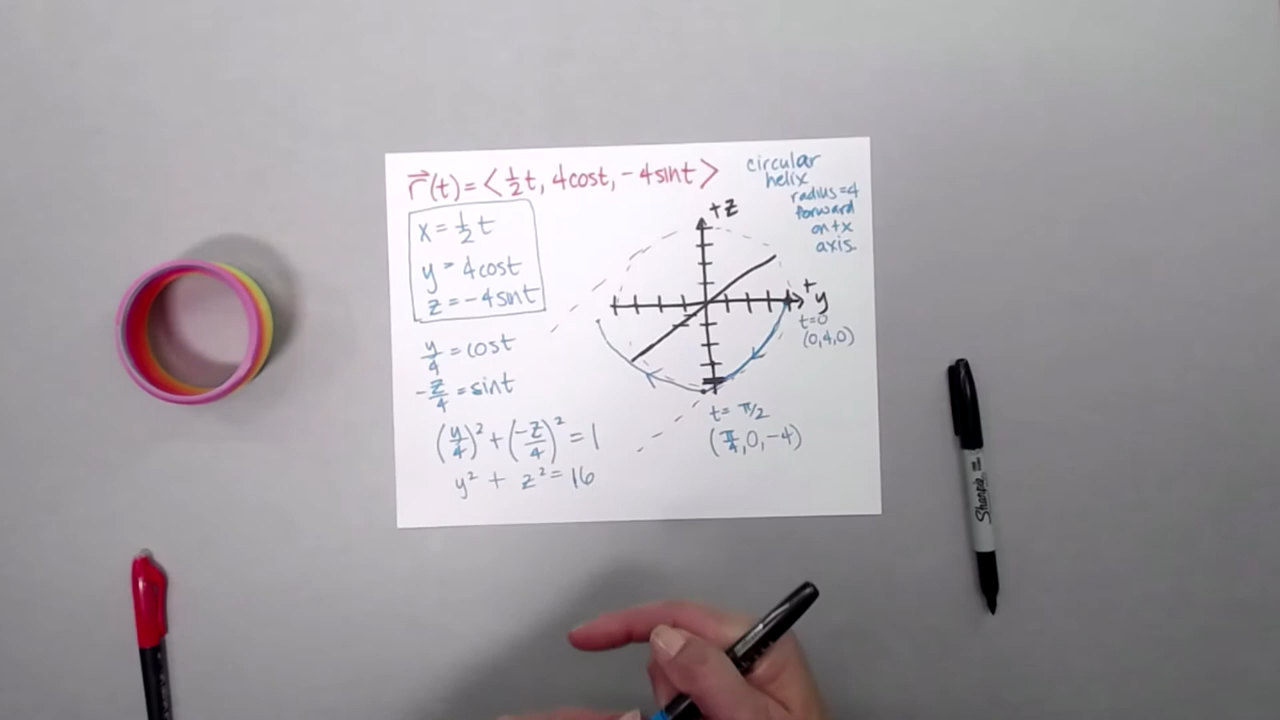 r⃗(t) = <½t, 4cost, -4sint>
x = ½t
y = 4cost
z = -4sint
y/4 = cost
-z/4 = sint
(y/4)² + (-z/4)² = 1
y² + z² = 16
circular
helix
radius=4
forward
on +x
axis.
+z
+y
t=0
(0,4,0)
t= π/2
(π/4,0,-4)
Sharpie